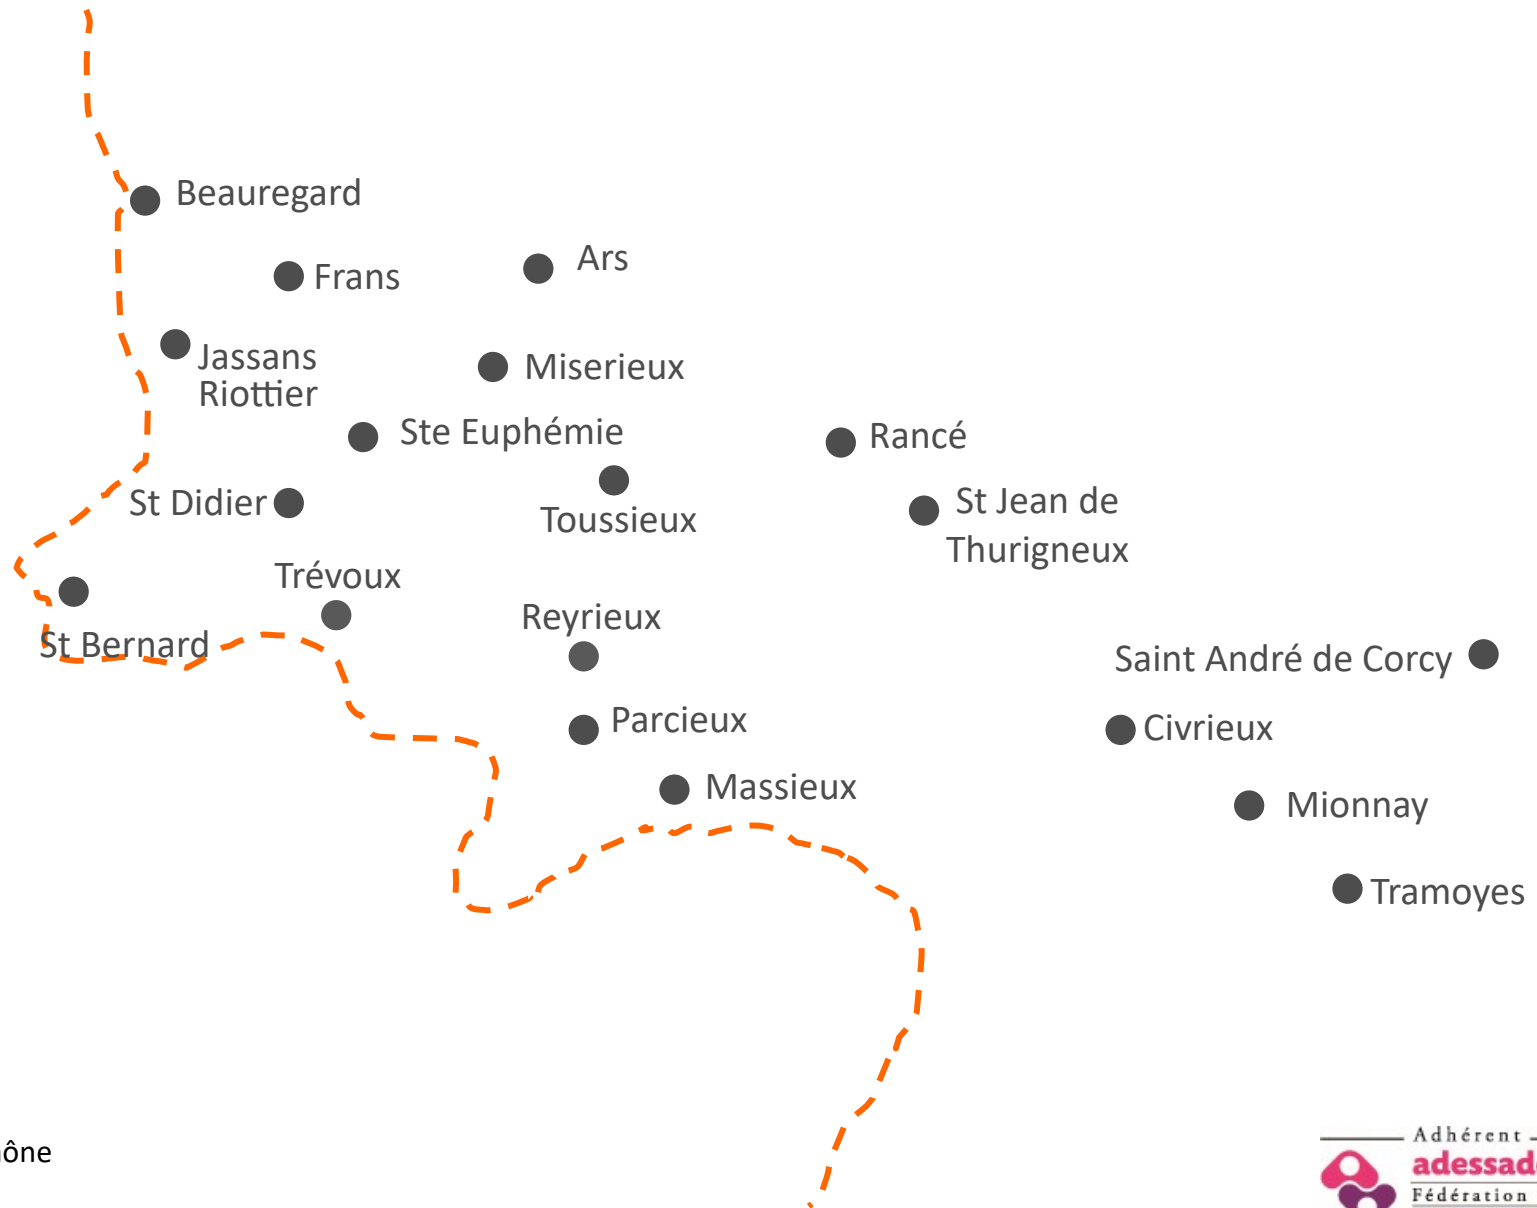 Beauregard
Ars
Frans
Jassans
Riottier
Miserieux
Ste Euphémie
Rancé
St Didier
Toussieux
St Jean de
Thurigneux
Trévoux
Reyrieux
St Bernard
Saint André de Corcy
Parcieux
Civrieux
Massieux
Mionnay
Tramoyes
Adhérent
Fédération